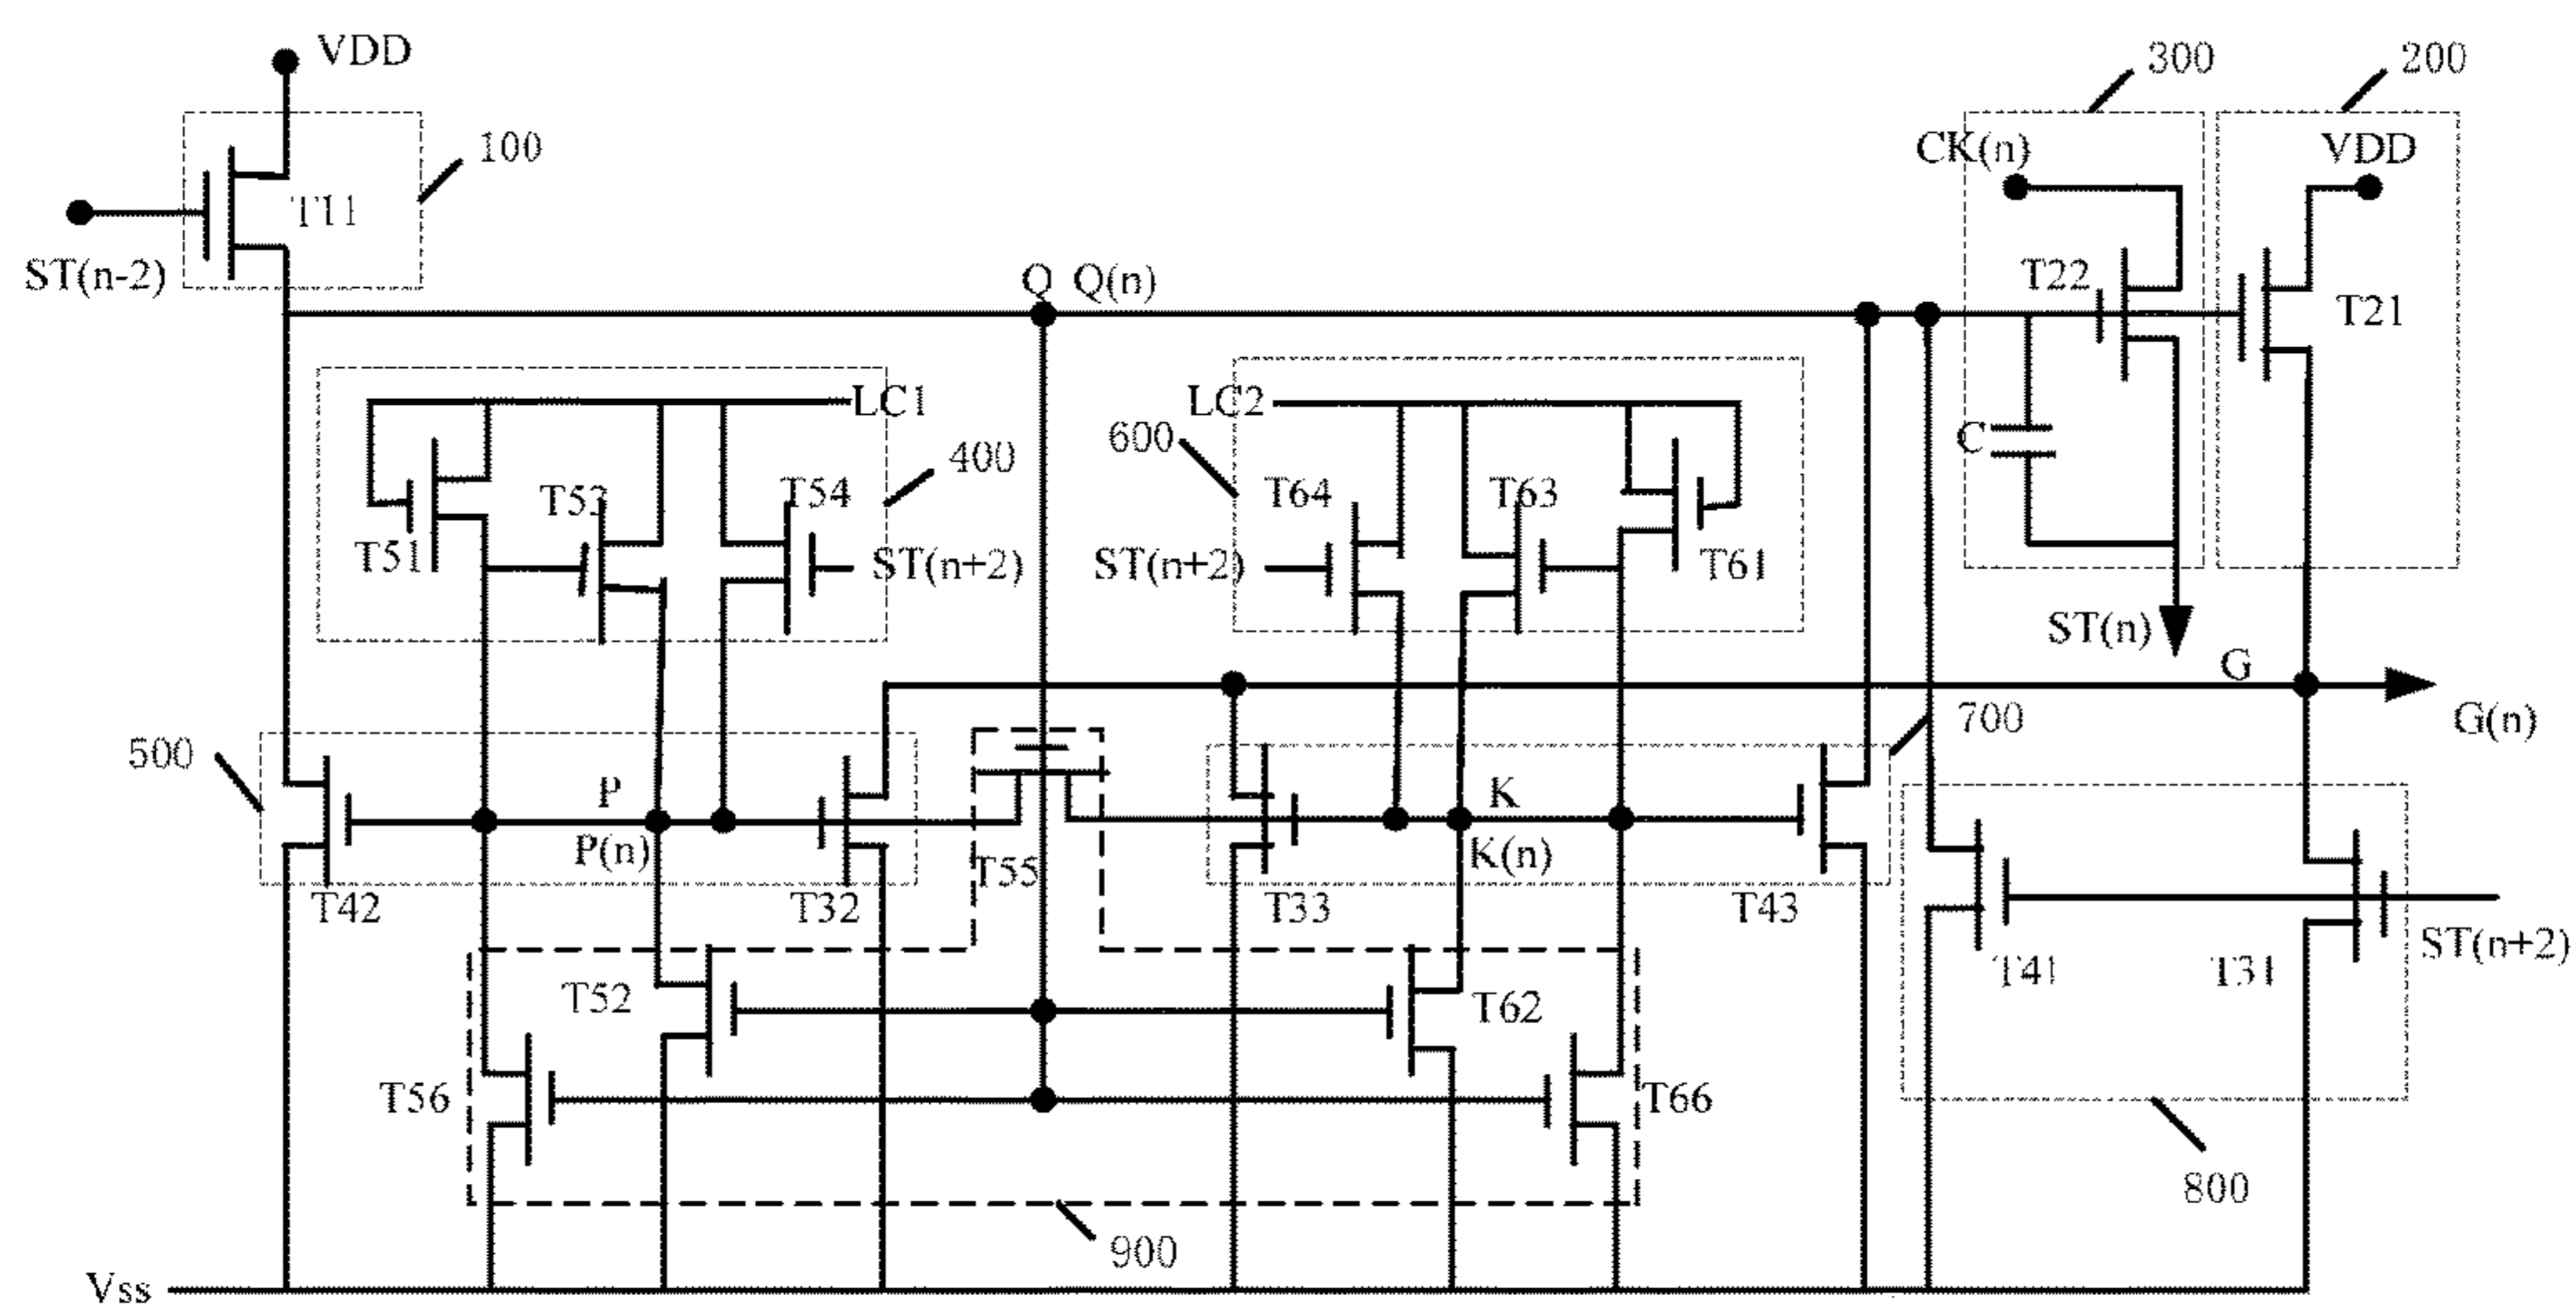 VDD
300
200
100
CK(n)
VDD
T11
ST(n-2)
Q Q(n)
T22
T21
LC1
LC2
600
400
C
T53
T54
T64
T63
T51
ST(n+2)
ST(n+2)
T61
ST(n)
G
G(n)
700
500
P
K
P(n)
K(n)
T55
T42
T32
T33
T43
ST(n+2)
T41
T31
T52
T62
T56
T66
800
900
Vss